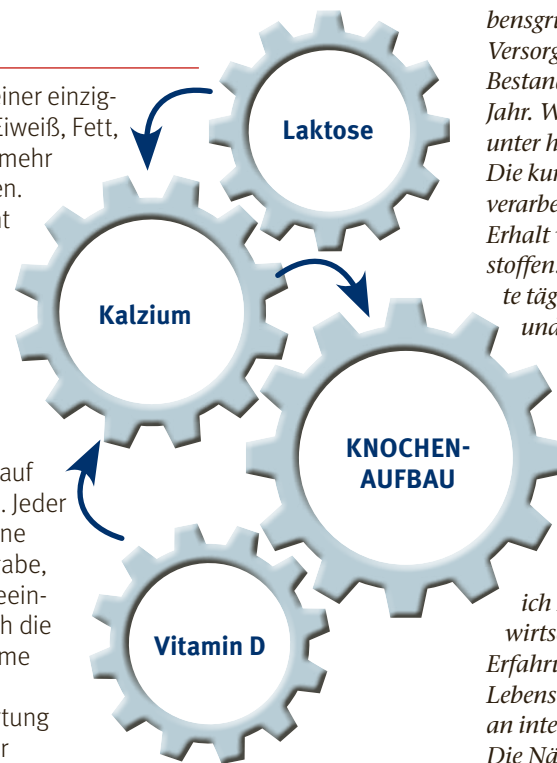 einer einzig-
Eiweiß, Fett,
mehr
en.
auf
. Jeder
ne
abe,
eein-
h die
me
tung
r
Laktose
Kalzium
KNOCHEN-
AUFBAU
Vitamin D
bensgr
Versorg
Bestand
Jahr. W
unter h
Die kur
verarbe
Erhalt
stoffen
te täg
und
ich
wirts
Erfahru
Lebens
an inte
Die Nä